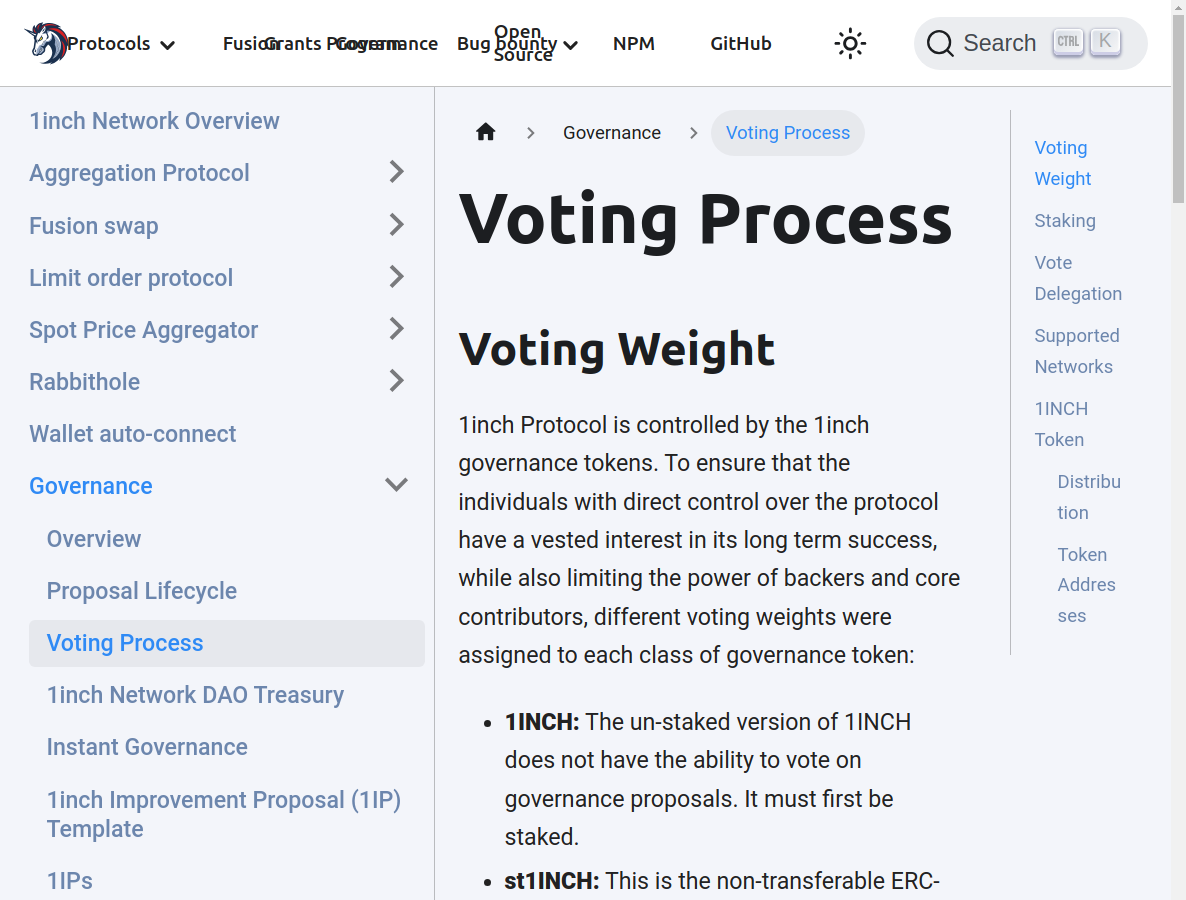 Protocols
Fusion
Grants Program
Governance
Bug bounty
Open
Source
NPM
GitHub
Search
CTRL
K
1inch Network Overview
Aggregation Protocol
Fusion swap
Limit order protocol
Spot Price Aggregator
Rabbithole
Wallet auto-connect
Governance
Overview
Proposal Lifecycle
Voting Process
1inch Network DAO Treasury
Instant Governance
1inch Improvement Proposal (1IP)
Template
1IPs
Governance
Voting Process
Voting Process
Voting Weight
1inch Protocol is controlled by the 1inch
governance tokens. To ensure that the
individuals with direct control over the protocol
have a vested interest in its long term success,
while also limiting the power of backers and core
contributors, different voting weights were
assigned to each class of governance token:
1INCH: The un-staked version of 1INCH
does not have the ability to vote on
governance proposals. It must first be
staked.
st1INCH: This is the non-transferable ERC-
Voting
Weight
Staking
Vote
Delegation
Supported
Networks
1INCH
Token
Distribu
tion
Token
Addres
ses